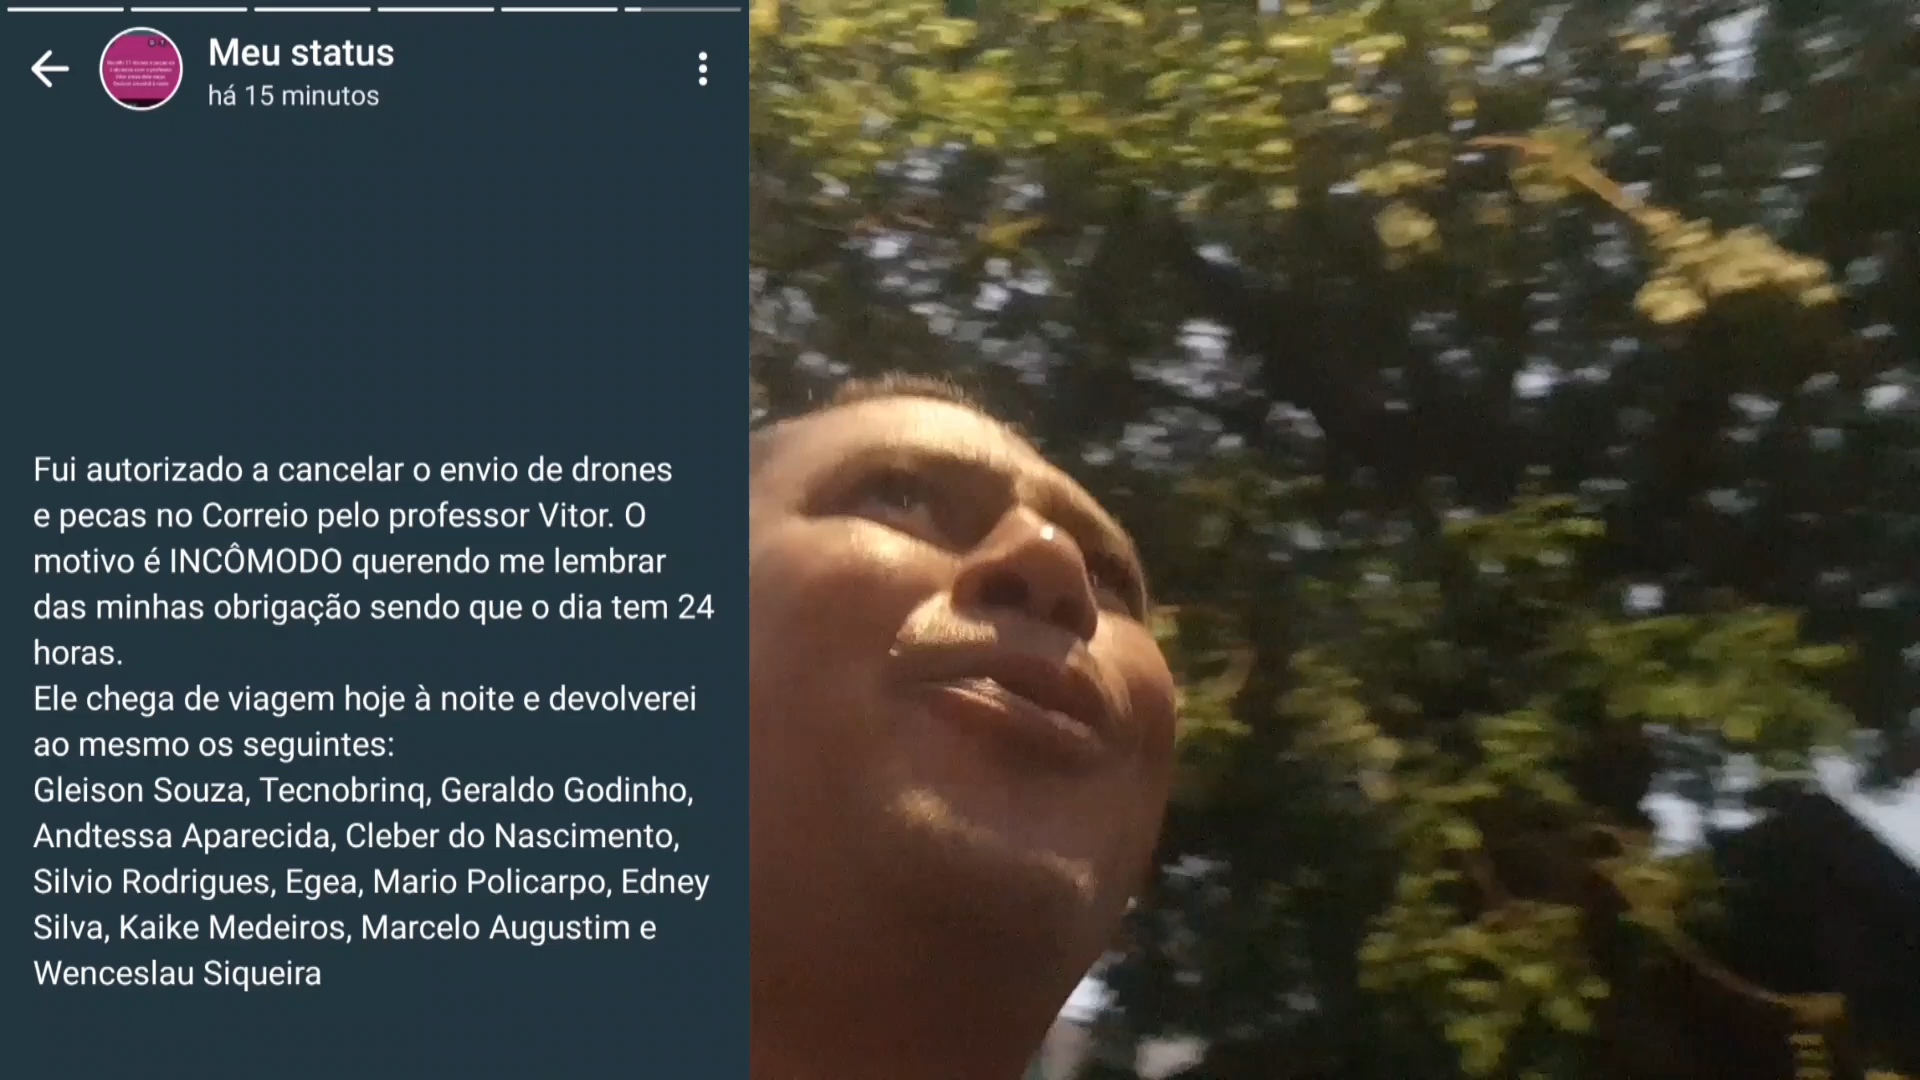 Meu status
há 15 minutos
Fui autorizado a cancelar o envio de drones
e pecas no Correio pelo professor Vitor. O
motivo é INCÔMODO querendo me lembrar
das minhas obrigação sendo que o dia tem 24
horas.
Ele chega de viagem hoje à noite e devolverei
ao mesmo os seguintes:
Gleison Souza, Tecnobrinq, Geraldo Godinho,
Andtessa Aparecida, Cleber do Nascimento,
Silvio Rodrigues, Egea, Mario Policarpo, Edney
Silva, Kaike Medeiros, Marcelo Augustim e
Wenceslau Siqueira